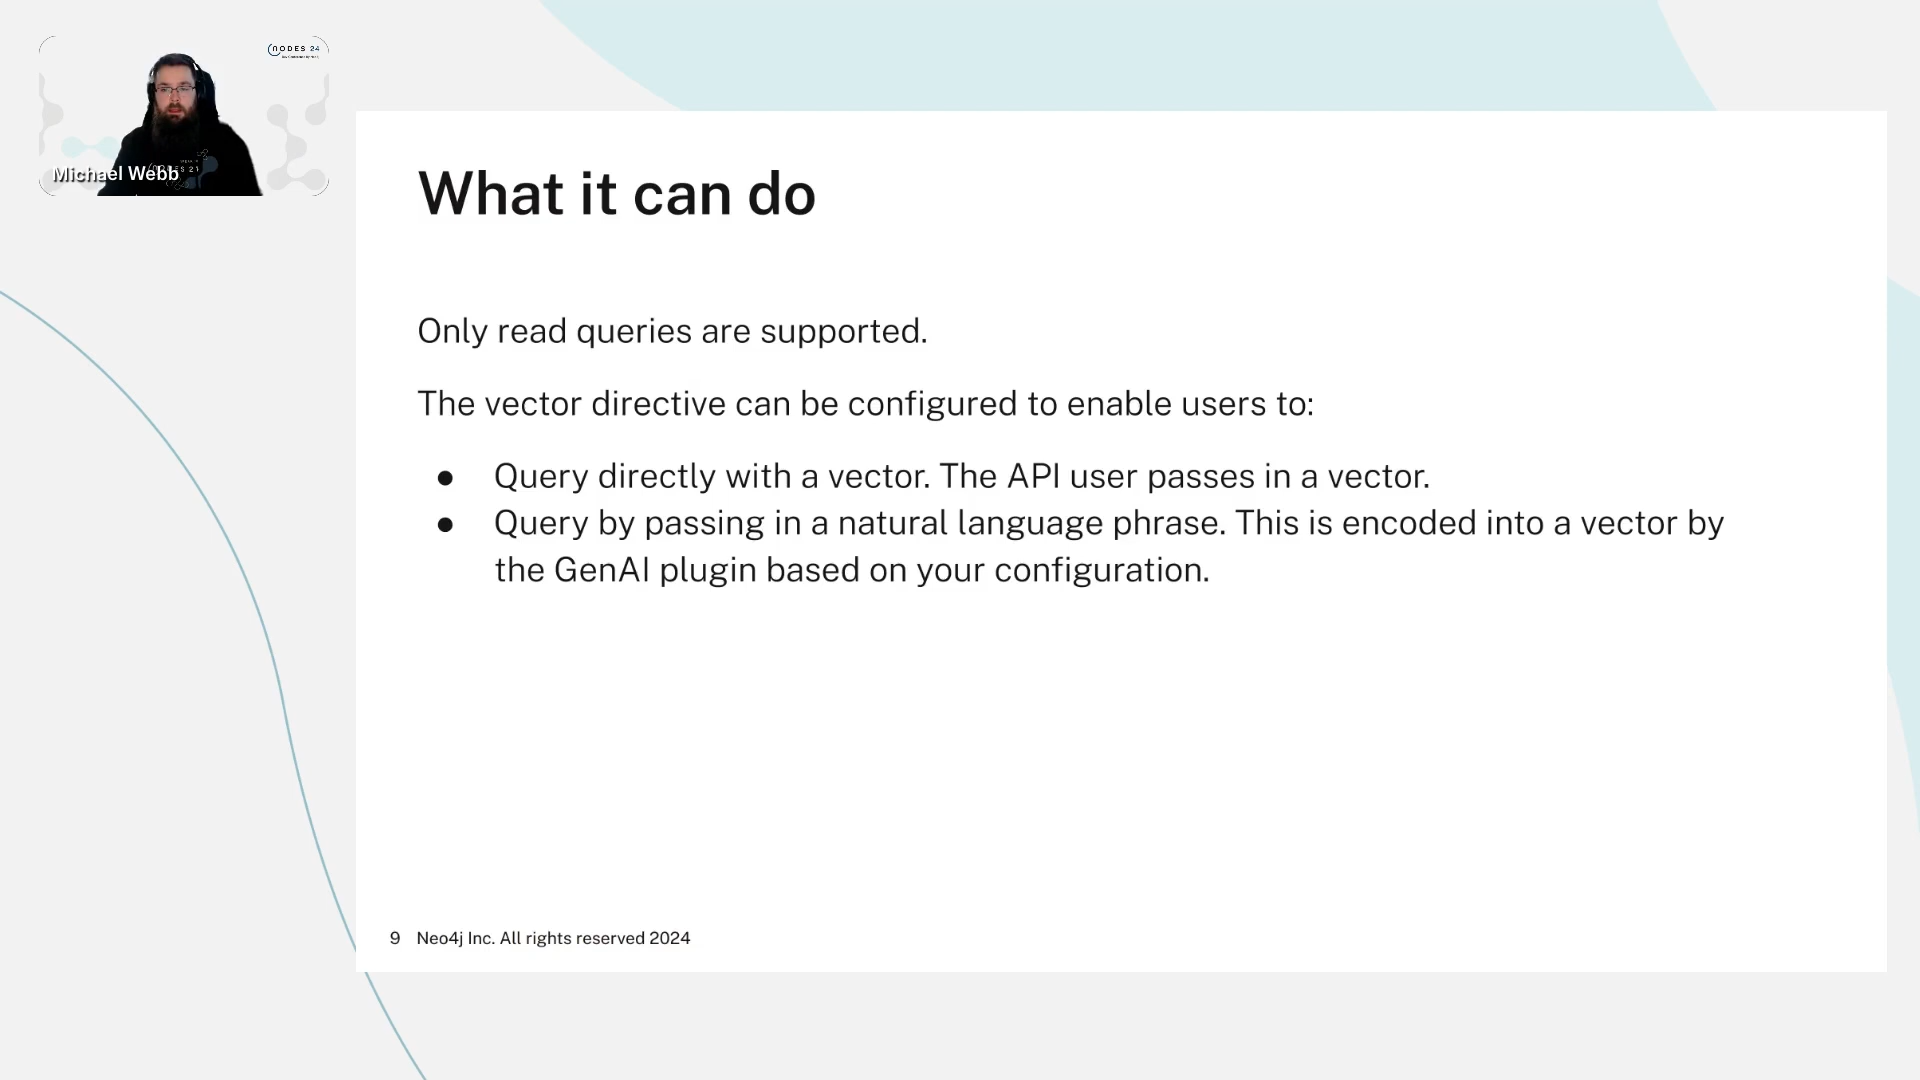 NODES 24
Michael Webb
What it can do
Only read queries are supported.
The vector directive can be configured to enable users to:
● Query directly with a vector. The API user passes in a vector.
● Query by passing in a natural language phrase. This is encoded into a vector by
the GenAI plugin based on your configuration.
9 Neo4j Inc. All rights reserved 2024